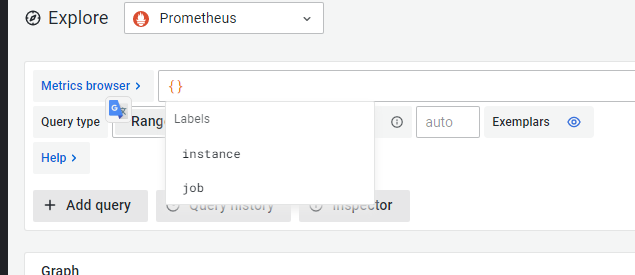 Explore
Prometheus
Metrics browser >
{}
Labels
instance
job
Query type
Rang
auto
Exemplars
Help >
+ Add query
Query history
Inspector
Graph